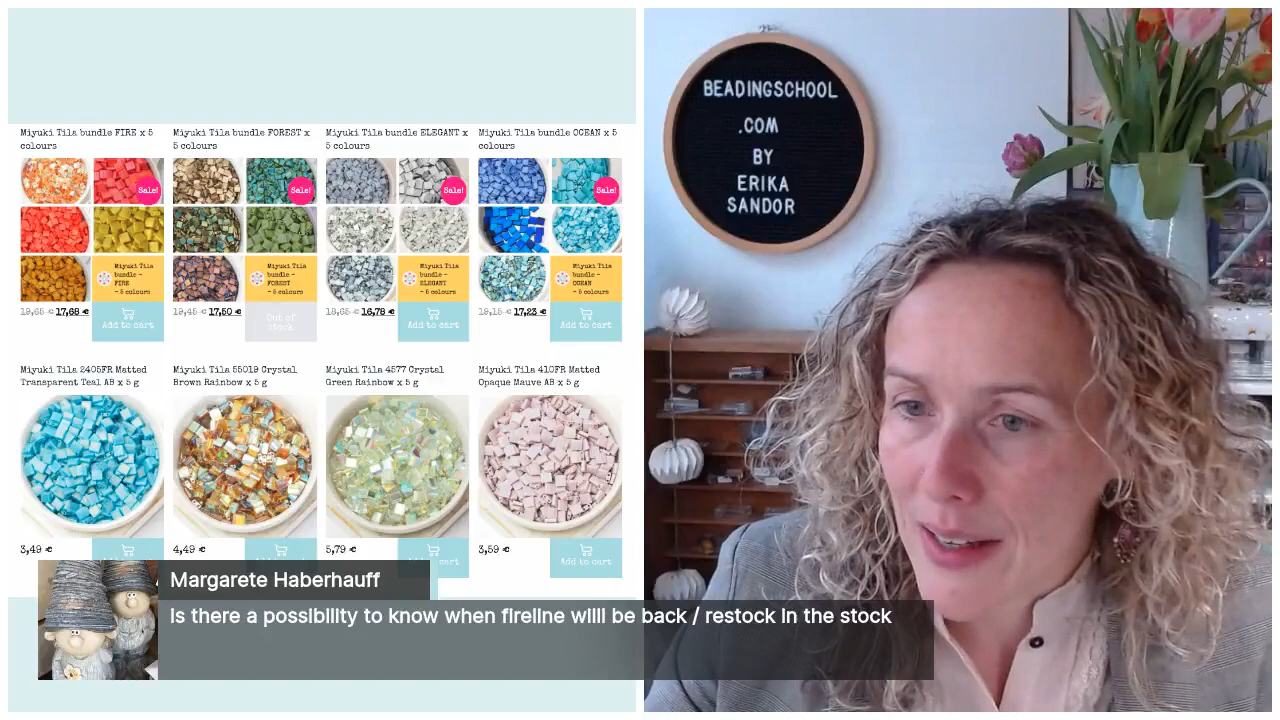 Miyuki Tila bundle FIRE x 5
colours
Miyuki Tila bundle FOREST x
5 colours
Miyuki Tila bundle ELEGANT x
5 colours
Miyuki Tila bundle OCEAN x 5
colours
Sale!
Sale!
Sale!
Sale!
Miyuki Tila
bundle -
FIRE
- 5 colours
Miyuki Tila
bundle -
FOREST
- 5 colours
Miyuki Tila
bundle -
ELEGANT
- 5 colours
Miyuki Tila
bundle -
OCEAN
- 5 colours
19,65 € 17,68 €
Add to cart
19,45 € 17,50 €
Out of
stock
18,65 € 16,78 €
Add to cart
19,15 € 17,23 €
Add to cart
Miyuki Tila 2405FR Matted
Transparent Teal AB x 5 g
Miyuki Tila 55019 Crystal
Brown Rainbow x 5 g
Miyuki Tila 4577 Crystal
Green Rainbow x 5 g
Miyuki Tila 410FR Matted
Opaque Mauve AB x 5 g
3,49 €
4,49 €
5,79 €
3,59 €
Add to cart
BEADINGSCHOOL
.COM
BY
ERIKA
SANDOR
Margarete Haberhauff
is there a possibility to know when fireline willl be back / restock in the stock